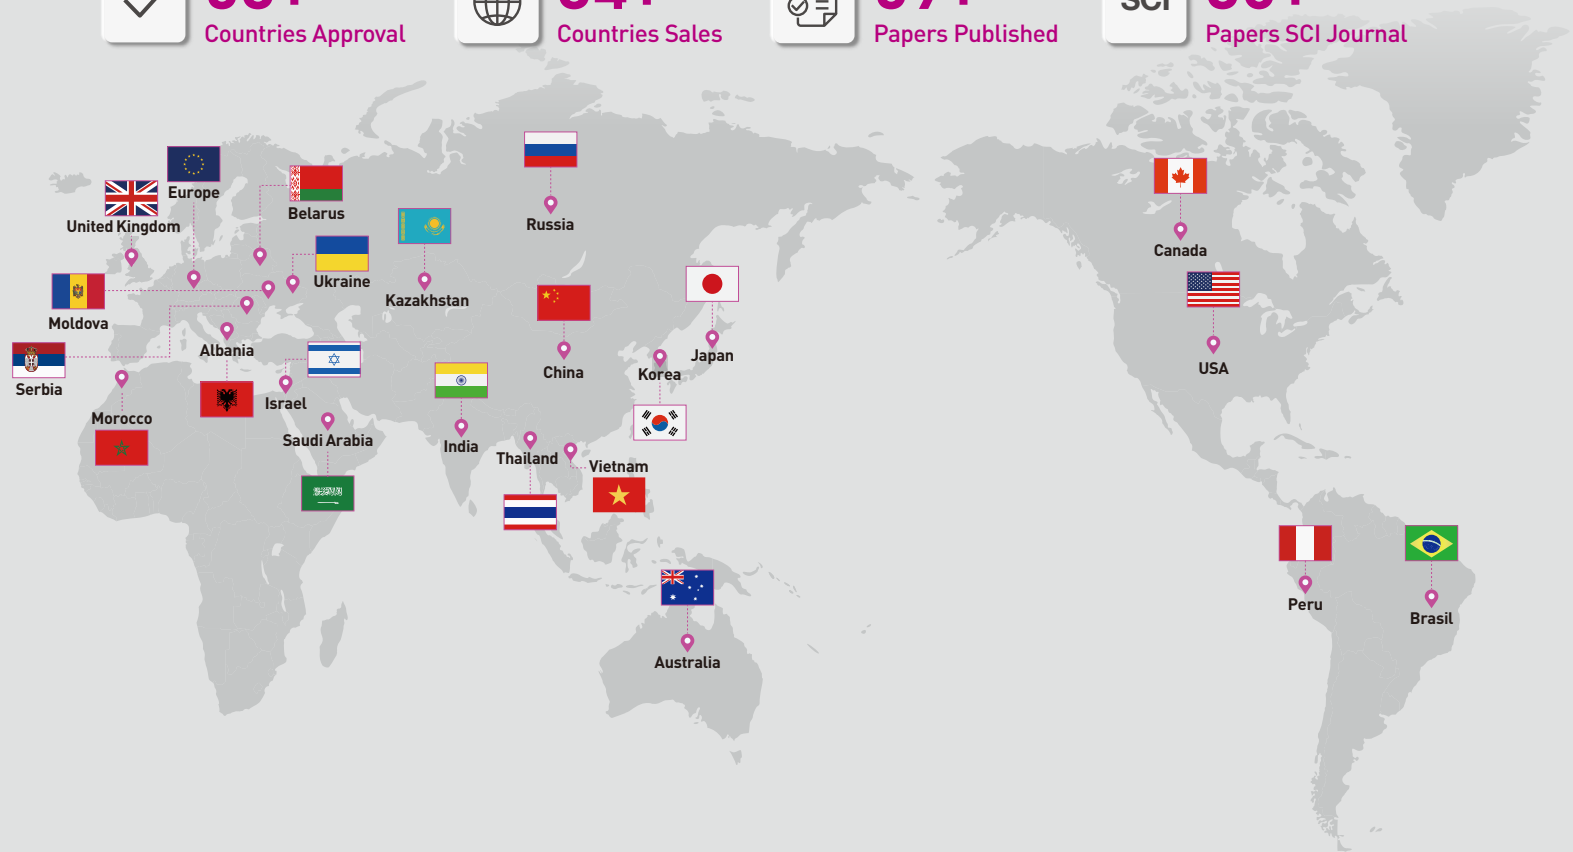 Countries Approval
Countries Sales
Papers Published
SCI
Papers SCI Journal
Europe
United Kingdom
Belarus
Ukraine
Moldova
Serbia
Albania
Morocco
Israel
Saudi Arabia
Kazakhstan
Russia
China
India
Thailand
Vietnam
Korea
Japan
Australia
Canada
USA
Peru
Brasil